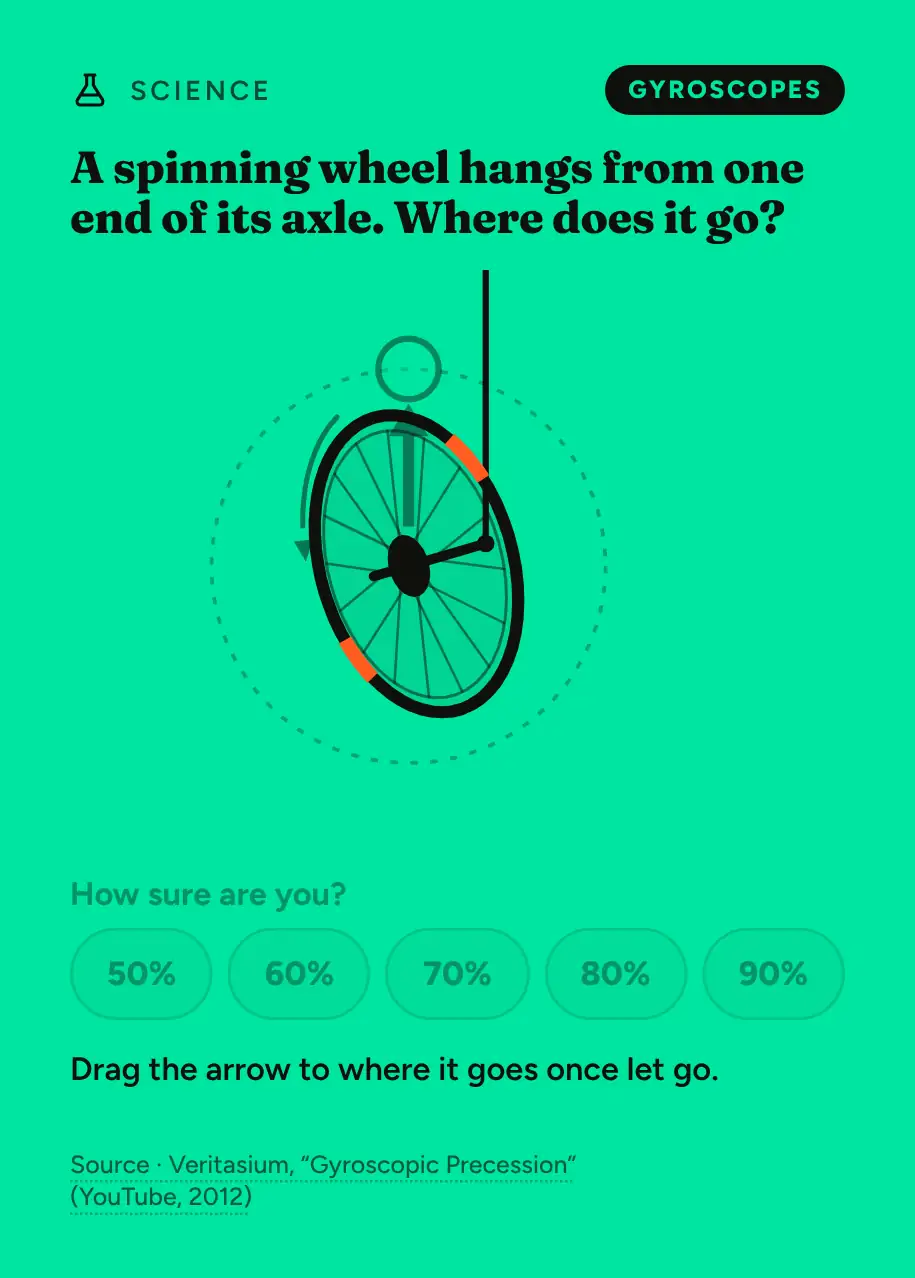 SCIENCE
GYROSCOPES
A spinning wheel hangs from one
end of its axle. Where does it go?
How sure are you?
50% 60% 70% 80% 90%
Drag the arrow to where it goes once let go.
Source · Veritasium, “Gyroscopic Precession”
(YouTube, 2012)